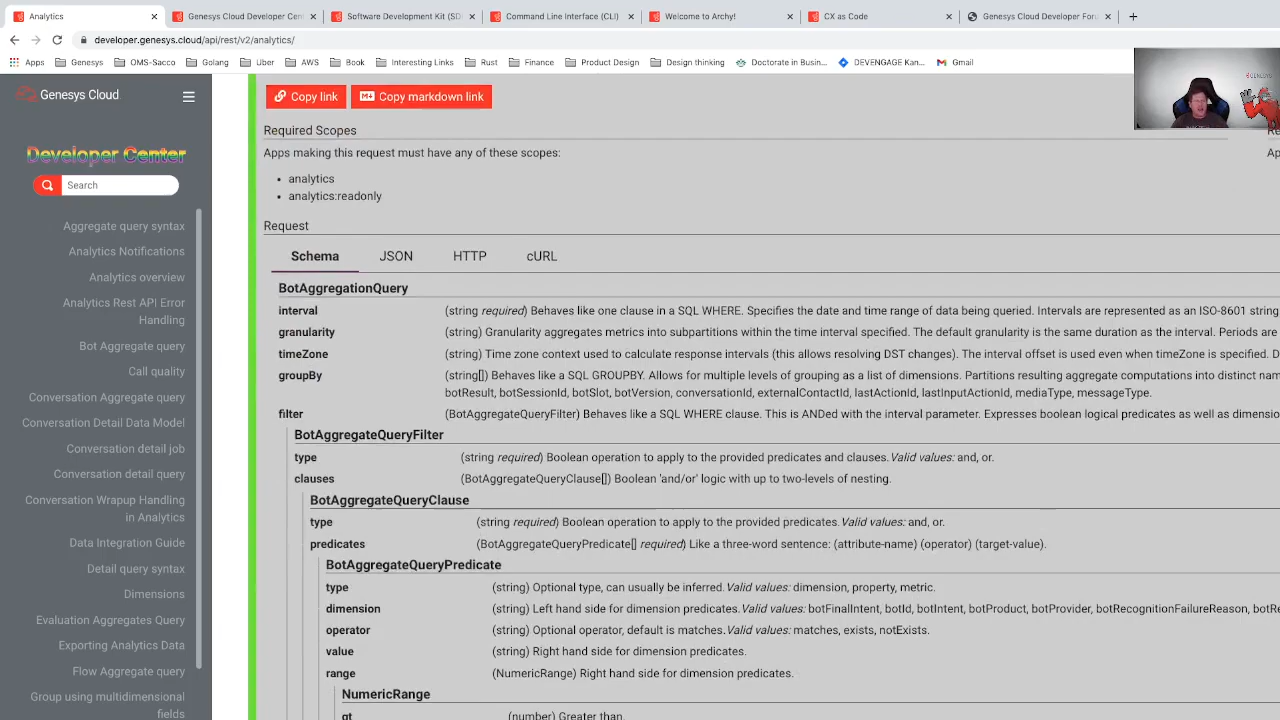 Analytics
Genesys Cloud Developer Cen
Software Development Kit (SD
Command Line Interface (CLI)
Welcome to Archy!
CX as Code
Genesys Cloud Developer Foru
developer.genesys.cloud/api/rest/v2/analytics/
Apps
Genesys
OMS-Sacco
Golang
Uber
AWS
Book
Interesting Links
Rust
Finance
Product Design
Design thinking
Doctorate in Busin...
DEVENGAGE Kan...
Gmail
Genesys Cloud
Developer Center
Search
Aggregate query syntax
Analytics Notifications
Analytics overview
Analytics Rest API Error
Handling
Bot Aggregate query
Call quality
Conversation Aggregate query
Conversation Detail Data Model
Conversation detail job
Conversation detail query
Conversation Wrapup Handling
in Analytics
Data Integration Guide
Detail query syntax
Dimensions
Evaluation Aggregates Query
Exporting Analytics Data
Flow Aggregate query
Group using multidimensional
fields
Copy link
Copy markdown link
Required Scopes
Apps making this request must have any of these scopes:
Ap
• analytics
• analytics:readonly
Request
Schema JSON HTTP cURL
BotAggregationQuery
interval (string required) Behaves like one clause in a SQL WHERE. Specifies the date and time range of data being queried. Intervals are represented as an ISO-8601 string
granularity (string) Granularity aggregates metrics into subpartitions within the time interval specified. The default granularity is the same duration as the interval. Periods are
timeZone (string) Time zone context used to calculate response intervals (this allows resolving DST changes). The interval offset is used even when timeZone is specified. D
groupBy (string[]) Behaves like a SQL GROUPBY. Allows for multiple levels of grouping as a list of dimensions. Partitions resulting aggregate computations into distinct nam
botResult, botSessionId, botSlot, botVersion, conversationId, externalContactId, lastActionId, lastInputActionId, mediaType, messageType.
filter (BotAggregateQueryFilter) Behaves like a SQL WHERE clause. This is ANDed with the interval parameter. Expresses boolean logical predicates as well as dimensio
BotAggregateQueryFilter
type (string required) Boolean operation to apply to the provided predicates and clauses. Valid values: and, or.
clauses (BotAggregateQueryClause[]) Boolean 'and/or' logic with up to two-levels of nesting.
BotAggregateQueryClause
type (string required) Boolean operation to apply to the provided predicates. Valid values: and, or.
predicates (BotAggregateQueryPredicate[] required) Like a three-word sentence: (attribute-name) (operator) (target-value).
BotAggregateQueryPredicate
type (string) Optional type, can usually be inferred. Valid values: dimension, property, metric.
dimension (string) Left hand side for dimension predicates. Valid values: botFinalIntent, botId, botIntent, botProduct, botProvider, botRecognitionFailureReason, botRe
operator (string) Optional operator, default is matches. Valid values: matches, exists, notExists.
value (string) Right hand side for dimension predicates.
range (NumericRange) Right hand side for dimension predicates.
NumericRange
gt (number) Greater than.